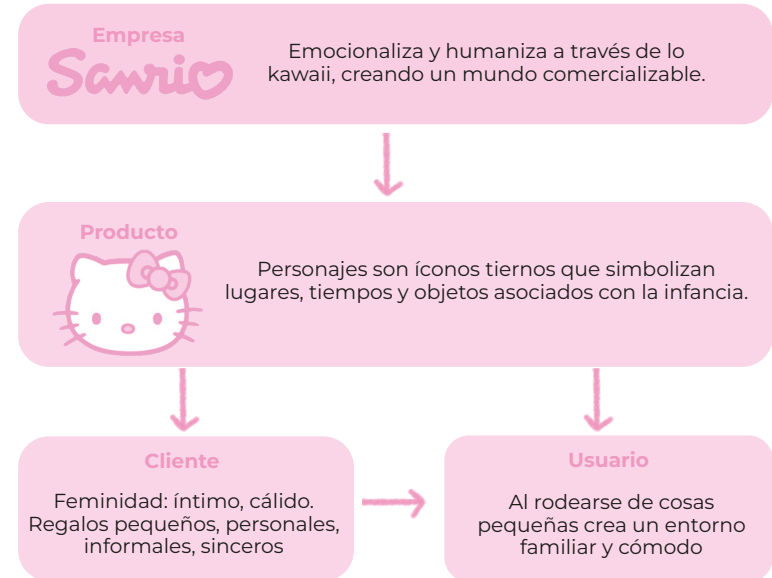 Empresa
Sanrio
Emocionaliza y humaniza a través de lo
kawaii, creando un mundo comercializable.
Producto
Personajes son íconos tiernos que simbolizan
lugares, tiempos y objetos asociados con la infancia.
Cliente
Feminidad: íntimo, cálido.
Regalos pequeños, personales,
informales, sinceros
Usuario
Al rodearse de cosas
pequeñas crea un entorno
familiar y cómodo